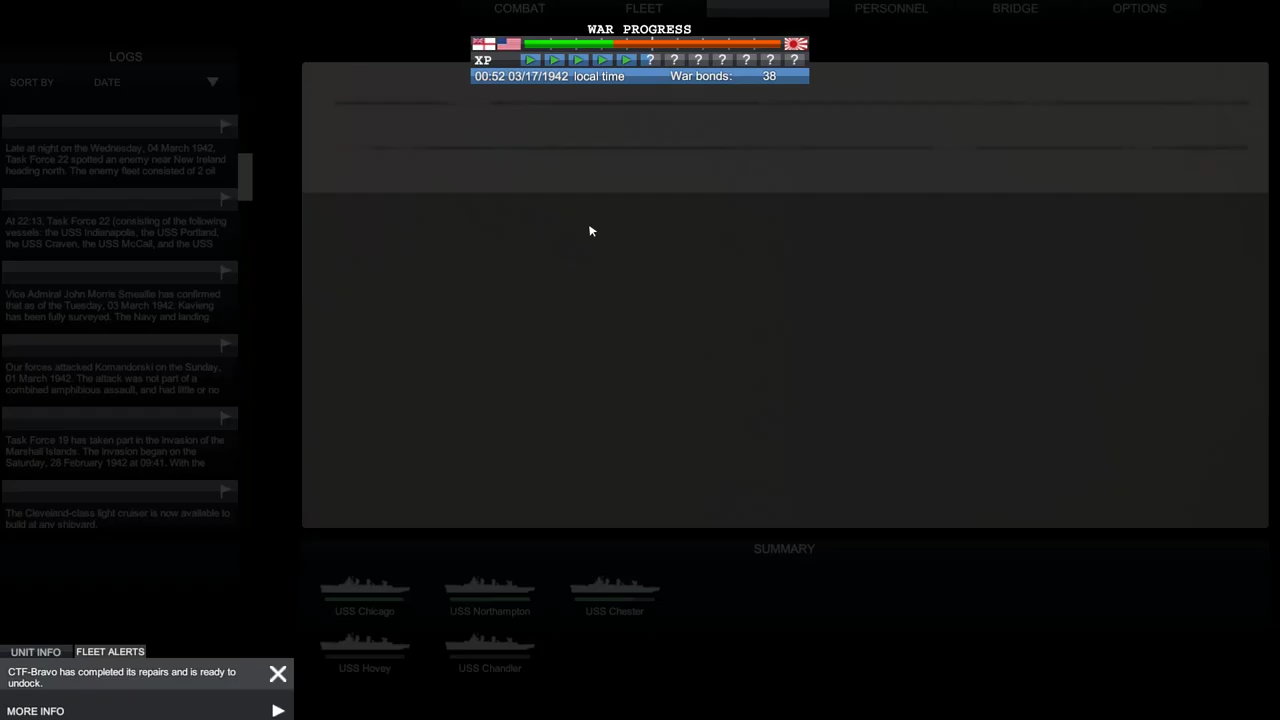 COMBAT FLEET PERSONNEL BRIDGE OPTIONS
WAR PROGRESS
XP ? ? ? ? ? ? ?
00:52 03/17/1942 local time War bonds: 38
LOGS
SORT BY DATE
Late at night on the Wednesday, 04 March 1942,
Task Force 22 spotted an enemy near New Ireland
heading north. The enemy fleet consisted of 2 oil
At 22:13, Task Force 22 (consisting of the following
vessels: the USS Indianapolis, the USS Portland,
the USS Craven, the USS McCall, and the USS
Vice Admiral John Morris Smeallie has confirmed
that as of the Tuesday, 03 March 1942, Kavieng
has been fully surveyed. The Navy and landing
Our forces attacked Komandorski on the Sunday,
01 March 1942. The attack was not part of a
combined amphibious assault, and had little or no
Task Force 19 has taken part in the invasion of the
Marshall Islands. The invasion began on the
Saturday, 28 February 1942 at 09:41. With the
The Cleveland-class light cruiser is now available to
build at any shipyard.
SUMMARY
USS Chicago USS Northampton USS Chester
USS Hovey USS Chandler
UNIT INFO FLEET ALERTS
CTF-Bravo has completed its repairs and is ready to
undock.
MORE INFO